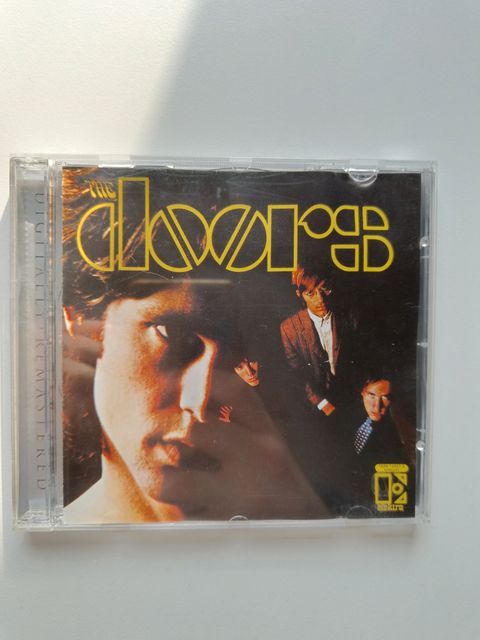 THE
doors
DIGITALLY REMASTERED
elektra